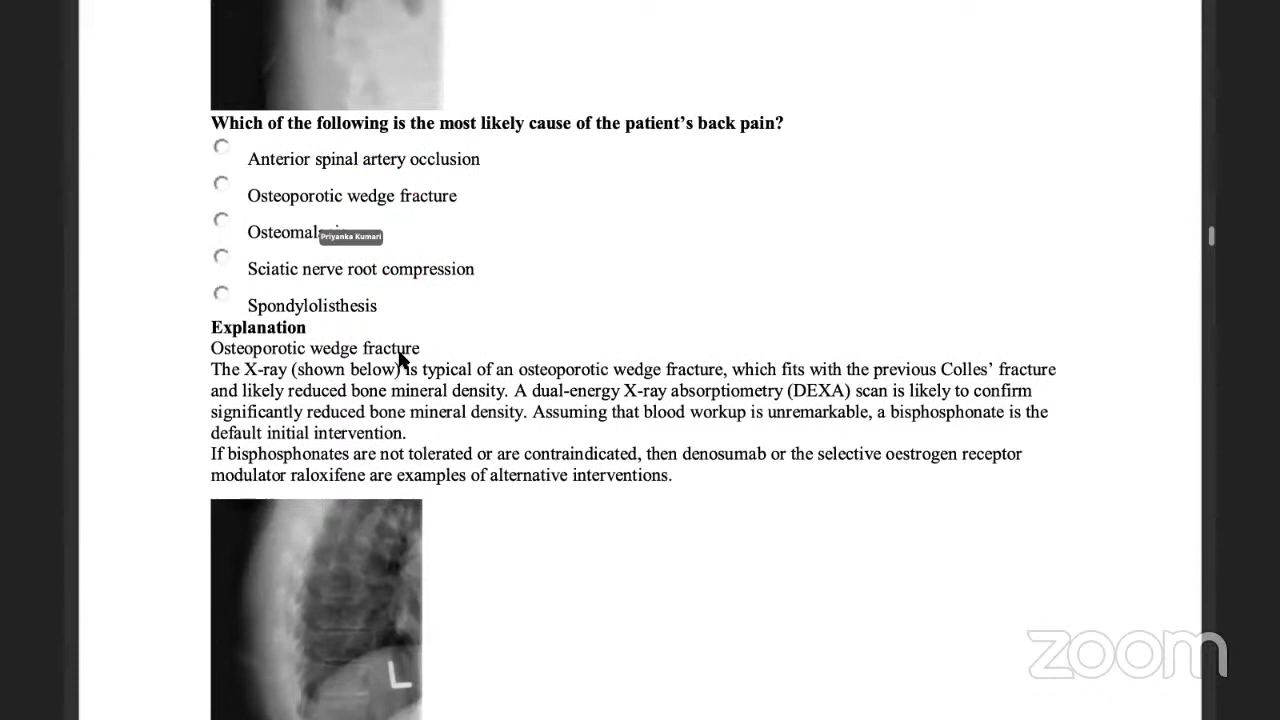 Which of the following is the most likely cause of the patient’s back pain?
Anterior spinal artery occlusion
Osteoporotic wedge fracture
Priyanka Kumari
Sciatic nerve root compression
Spondylolisthesis
Explanation
Osteoporotic wedge fracture
The X-ray (shown below) is typical of an osteoporotic wedge fracture, which fits with the previous Colles’ fracture
and likely reduced bone mineral density. A dual-energy X-ray absorptiometry (DEXA) scan is likely to confirm
significantly reduced bone mineral density. Assuming that blood workup is unremarkable, a bisphosphonate is the
default initial intervention.
If bisphosphonates are not tolerated or are contraindicated, then denosumab or the selective oestrogen receptor
modulator raloxifene are examples of alternative interventions.
L
zoom